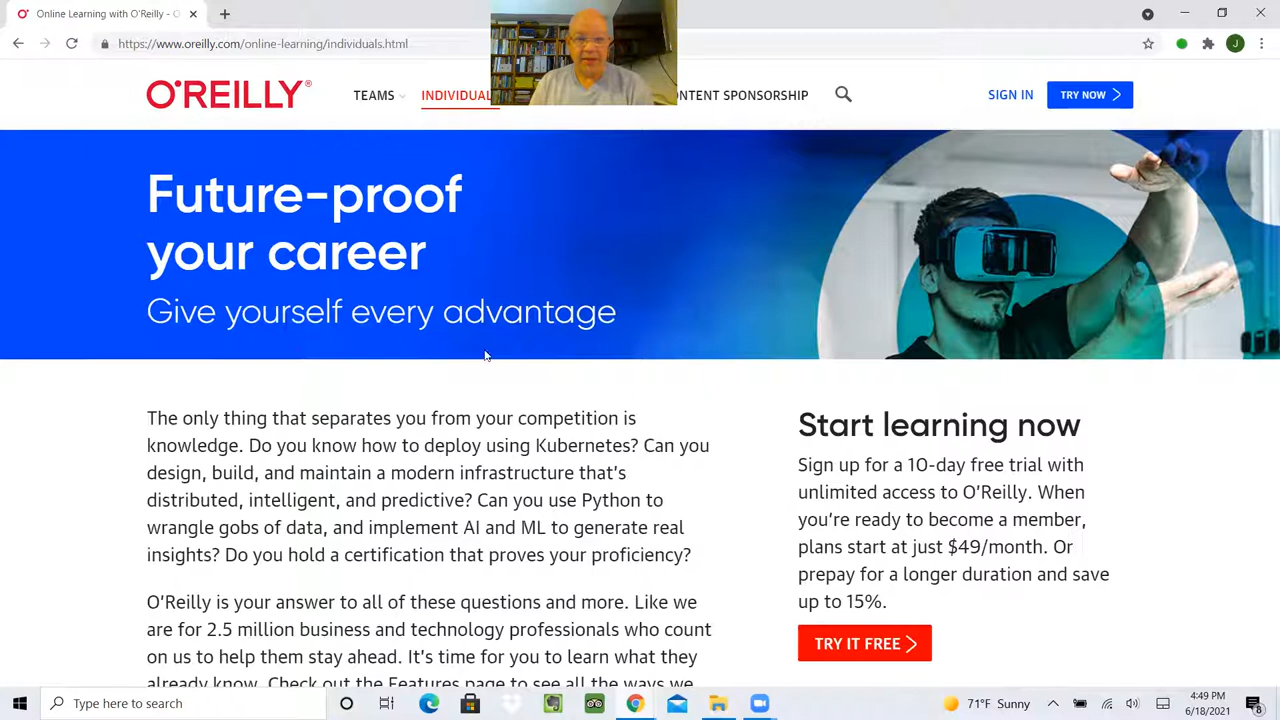 Online Learning with O'Reilly -
https://www.oreilly.com/online-learning/individuals.html
J
O'REILLY®
TEAMS
INDIVIDUAL
ONTENT SPONSORSHIP
SIGN IN
TRY NOW
Future-proof
your career
Give yourself every advantage
The only thing that separates you from your competition is
knowledge. Do you know how to deploy using Kubernetes? Can you
design, build, and maintain a modern infrastructure that's
distributed, intelligent, and predictive? Can you use Python to
wrangle gobs of data, and implement AI and ML to generate real
insights? Do you hold a certification that proves your proficiency?
O'Reilly is your answer to all of these questions and more. Like we
are for 2.5 million business and technology professionals who count
on us to help them stay ahead. It's time for you to learn what they
already know. Check out the Features page to see all the ways we
Start learning now
Sign up for a 10-day free trial with
unlimited access to O'Reilly. When
you're ready to become a member,
plans start at just $49/month. Or
prepay for a longer duration and save
up to 15%.
TRY IT FREE
Type here to search
71°F Sunny
4:49 PM
6/18/2021
8